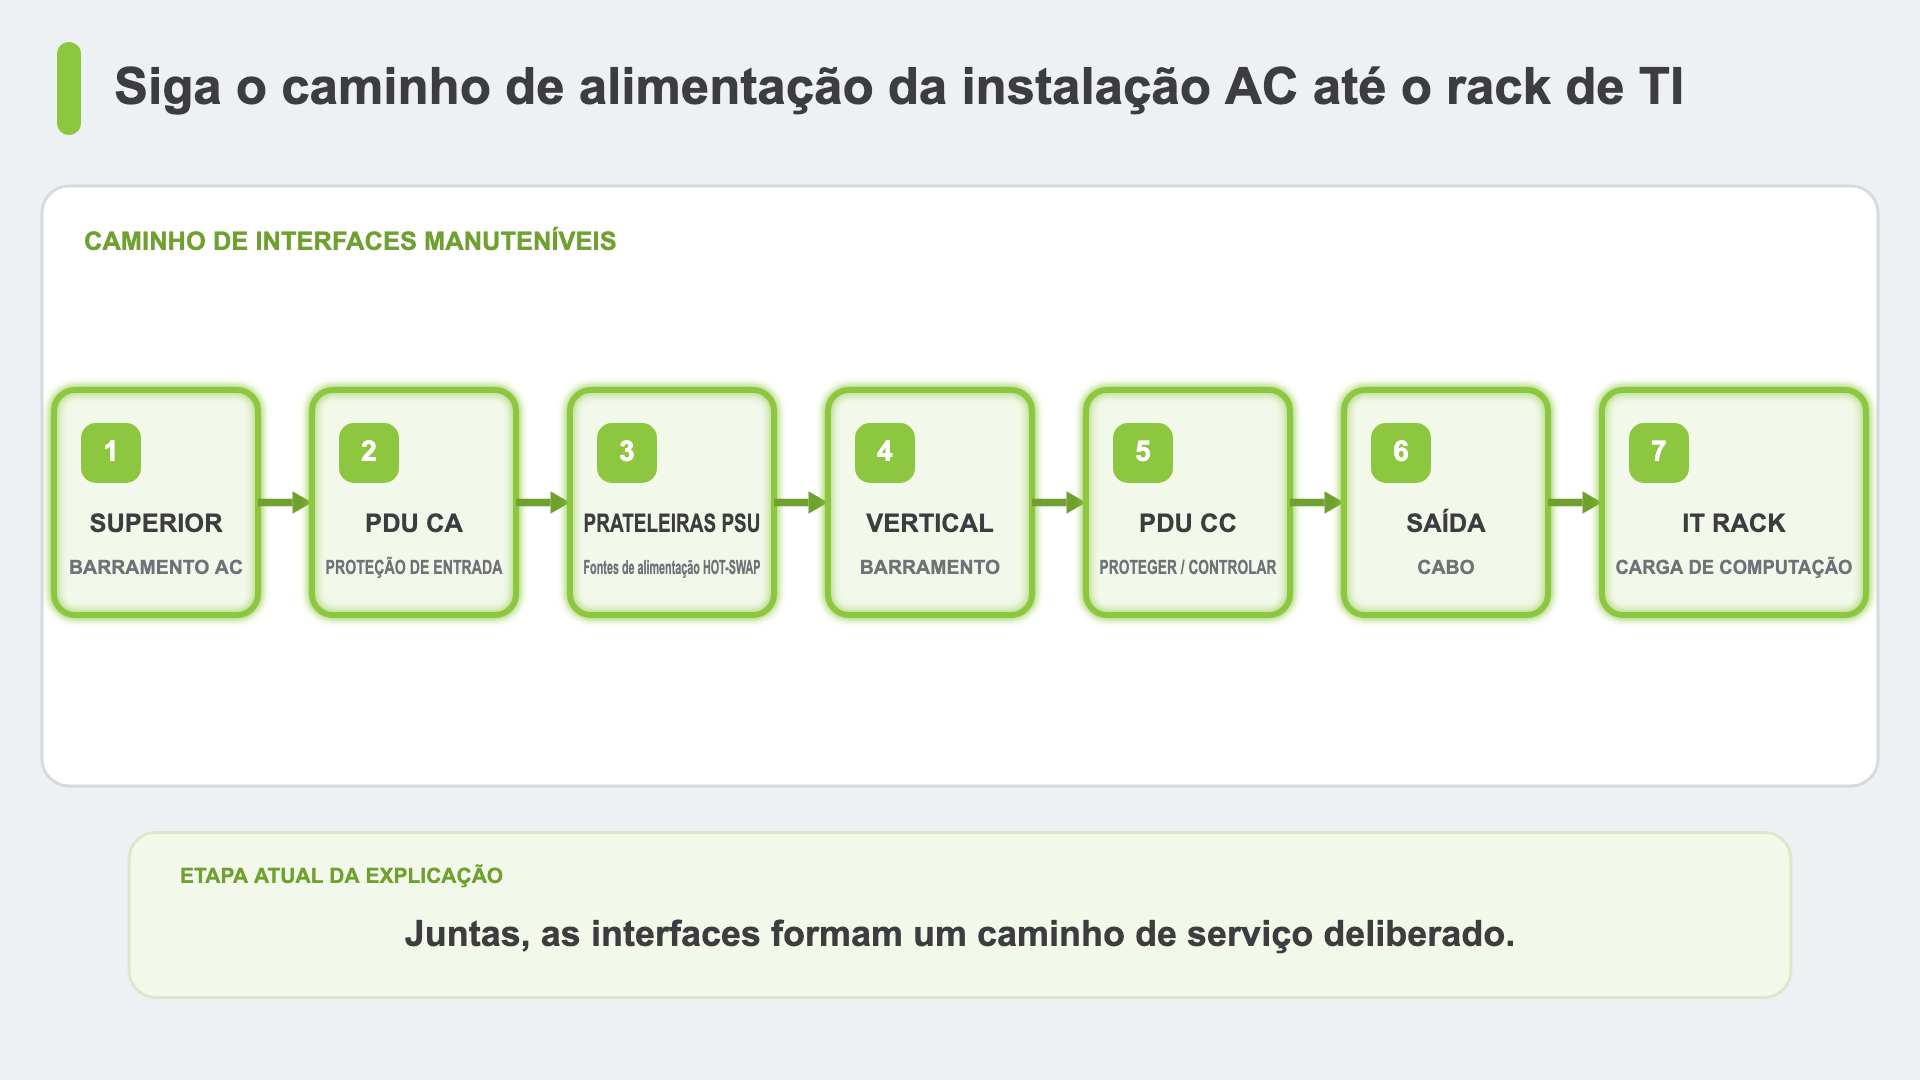 Siga o caminho de alimentação da instalação AC até o rack de TI
CAMINHO DE INTERFACES MANUTENÍVEIS
1
SUPERIOR
BARRAMENTO AC
2
PDU CA
PROTEÇÃO DE ENTRADA
3
PRATELEIRAS PSU
Fontes de alimentação HOT-SWAP
4
VERTICAL
BARRAMENTO
5
PDU CC
PROTEGER / CONTROLAR
6
SAÍDA
CABO
7
IT RACK
CARGA DE COMPUTAÇÃO
ETAPA ATUAL DA EXPLICAÇÃO
Juntas, as interfaces formam um caminho de serviço deliberado.